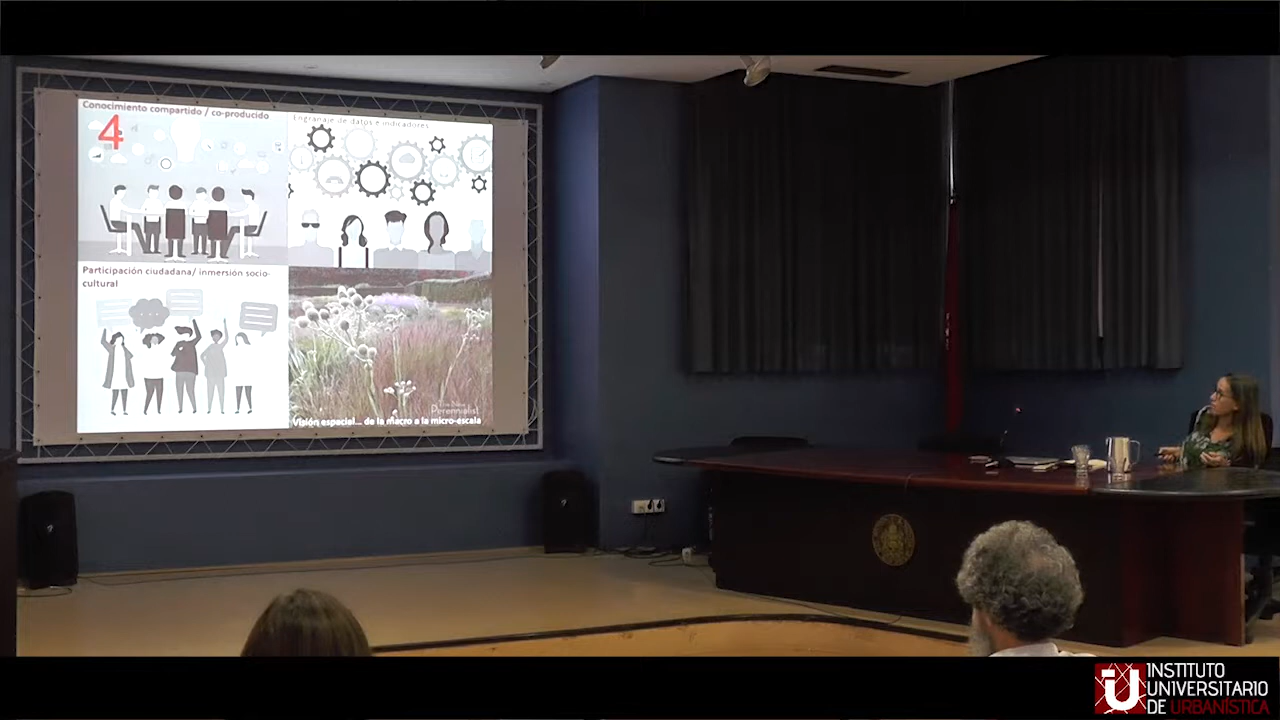 Conocimiento compartido / co-producido
4
Engranaje de datos e indicadores
Participación ciudadana/ inmersión socio-
cultural
Perennialist
Visión espacial... de la macro a la micro-escala
INSTITUTO
UNIVERSITARIO
DE URBANÍSTICA